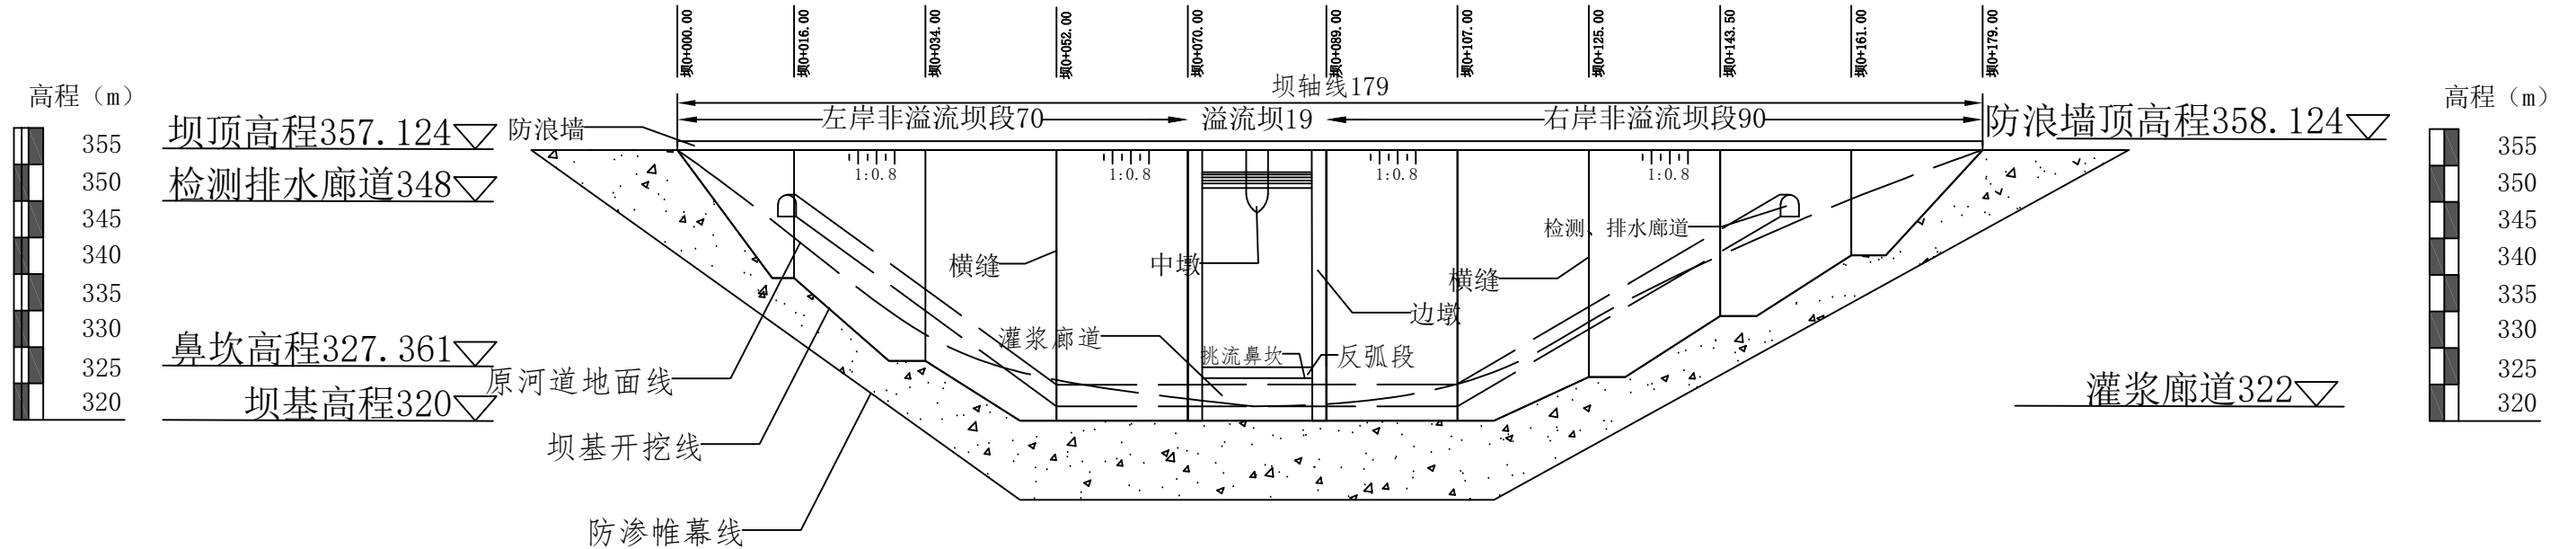 坝0+000.00
坝0+016.00
坝0+034.00
坝0+052.00
坝0+070.00
坝0+089.00
坝0+107.00
坝0+125.00
坝0+143.50
坝0+161.00
坝0+179.00
坝轴线179
左岸非溢流坝段70
溢流坝19
右岸非溢流坝段90
高程（m）
355
350
345
340
335
330
325
320
坝顶高程357.124
检测排水廊道348
鼻坎高程327.361
坝基高程320
防浪墙
1:0.8
1:0.8
1:0.8
1:0.8
横缝
中墩
检测、排水廊道
横缝
边墩
灌浆廊道
挑流鼻坎
反弧段
原河道地面线
坝基开挖线
防渗帷幕线
防浪墙顶高程358.124
灌浆廊道322
高程（m）
355
350
345
340
335
330
325
320